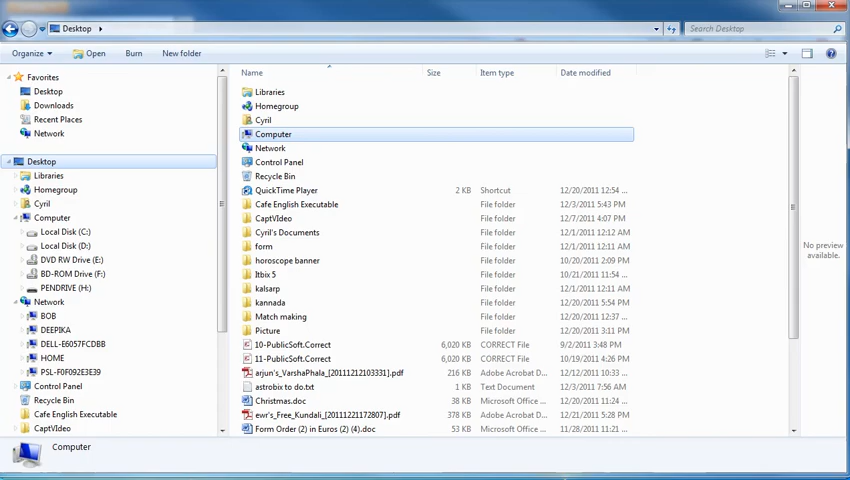 Desktop
Search Desktop
Organize Open Burn New folder
Favorites
Desktop
Downloads
Recent Places
Network
Desktop
Libraries
Homegroup
Cyril
Computer
Local Disk (C:)
Local Disk (D:)
DVD RW Drive (E:)
BD-ROM Drive (F:)
PENDRIVE (H:)
Network
BOB
DEEPIKA
DELL-E6057FCDBB
HOME
PSL-F0F092E3E39
Control Panel
Recycle Bin
Cafe English Executable
CaptVIdeo
Name Size Item type Date modified
Libraries
Homegroup
Cyril
Computer
Network
Control Panel
Recycle Bin
QuickTime Player 2 KB Shortcut 12/20/2011 12:54 ...
Cafe English Executable File folder 12/3/2011 5:43 PM
CaptVIdeo File folder 12/7/2011 4:07 PM
Cyril's Documents File folder 12/1/2011 12:12 AM
form File folder 12/1/2011 12:11 AM
horoscope banner File folder 10/20/2011 2:09 PM
Itbix 5 File folder 10/21/2011 11:54 ...
kalsarp File folder 12/1/2011 12:11 AM
kannada File folder 12/20/2011 5:54 PM
Match making File folder 12/20/2011 12:37 ...
Picture File folder 12/20/2011 3:11 PM
10-PublicSoft.Correct 6,020 KB CORRECT File 9/2/2011 3:48 PM
11-PublicSoft.Correct 6,020 KB CORRECT File 10/19/2011 4:26 PM
arjun's_VarshaPhala_[20111212103331].pdf 216 KB Adobe Acrobat D... 12/12/2011 10:33 ...
astrobix to do.txt 1 KB Text Document 12/3/2011 7:56 AM
Christmas.doc 38 KB Microsoft Office ... 12/20/2011 11:24 ...
ewr's_Free_Kundali_[20111221172807].pdf 378 KB Adobe Acrobat D... 12/21/2011 5:28 PM
Form Order (2) in Euros (2) (4).doc 53 KB Microsoft Office ... 11/28/2011 11:21 ...
No preview
available.
Computer